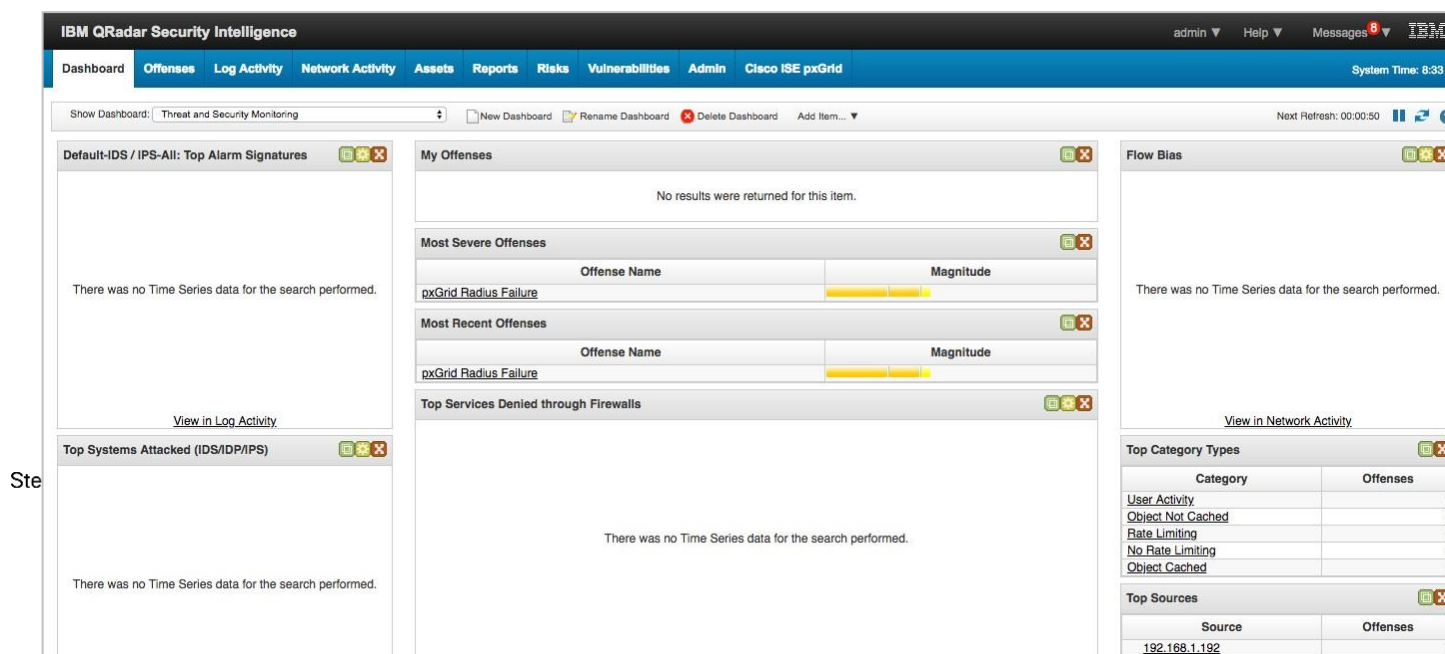 IBM QRadar Security Intelligence
admin Help Messages 8 IBM
Dashboard Offenses Log Activity Network Activity Assets Reports Risks Vulnerabilities Admin Cisco ISE pxGrid
System Time: 8:33
Show Dashboard: Threat and Security Monitoring New Dashboard Rename Dashboard Delete Dashboard Add Item...
Next Refresh: 00:00:50
Default-IDS / IPS-All: Top Alarm Signatures
There was no Time Series data for the search performed.
View in Log Activity
Top Systems Attacked (IDS/IDP/IPS)
There was no Time Series data for the search performed.
My Offenses
No results were returned for this item.
Most Severe Offenses
Offense Name Magnitude
pxGrid Radius Failure
Most Recent Offenses
Offense Name Magnitude
pxGrid Radius Failure
Top Services Denied through Firewalls
There was no Time Series data for the search performed.
Flow Bias
There was no Time Series data for the search performed.
View in Network Activity
Top Category Types
Category Offenses
User Activity
Object Not Cached
Rate Limiting
No Rate Limiting
Object Cached
Top Sources
Source Offenses
192.168.1.192
Ste